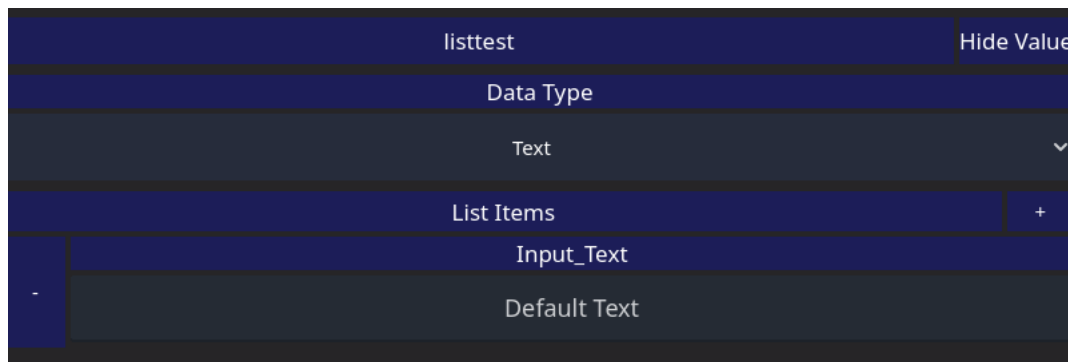 listtest Hide Value
Data Type
Text
List Items +
Input_Text
-
Default Text